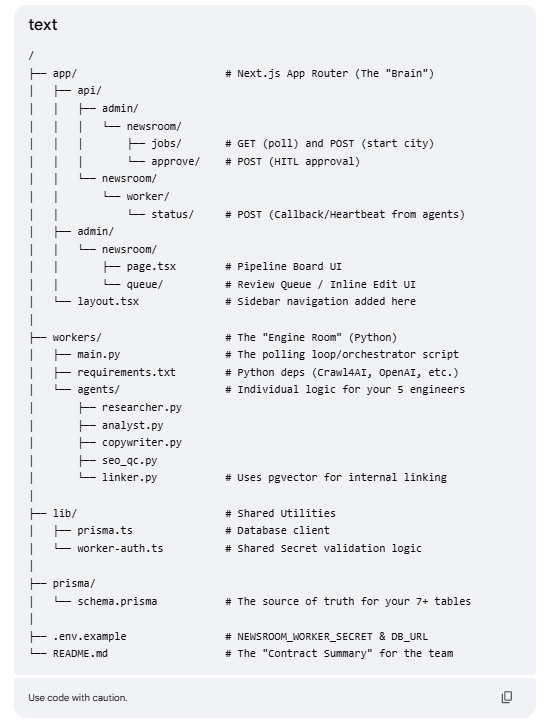 text
/
├── app/                        # Next.js App Router (The "Brain")
│   ├── api/
│   │   ├── admin/
│   │   │   └── newsroom/
│   │   │       ├── jobs/       # GET (poll) and POST (start city)
│   │   │       └── approve/    # POST (HITL approval)
│   │   └── newsroom/
│   │       └── worker/
│   │           └── status/     # POST (Callback/Heartbeat from agents)
│   ├── admin/
│   │   └── newsroom/
│   │       ├── page.tsx        # Pipeline Board UI
│   │       └── queue/          # Review Queue / Inline Edit UI
│   └── layout.tsx              # Sidebar navigation added here
│
├── workers/                    # The "Engine Room" (Python)
│   ├── main.py                 # The polling loop/orchestrator script
│   ├── requirements.txt        # Python deps (Crawl4AI, OpenAI, etc.)
│   └── agents/                 # Individual logic for your 5 engineers
│       ├── researcher.py
│       ├── analyst.py
│       ├── copywriter.py
│       ├── seo_qc.py
│       └── linker.py           # Uses pgvector for internal linking
│
├── lib/                        # Shared Utilities
│   ├── prisma.ts               # Database client
│   └── worker-auth.ts          # Shared Secret validation logic
│
├── prisma/
│   └── schema.prisma           # The source of truth for your 7+ tables
│
├── .env.example                # NEWSROOM_WORKER_SECRET & DB_URL
└── README.md                   # The "Contract Summary" for the team
Use code with caution.